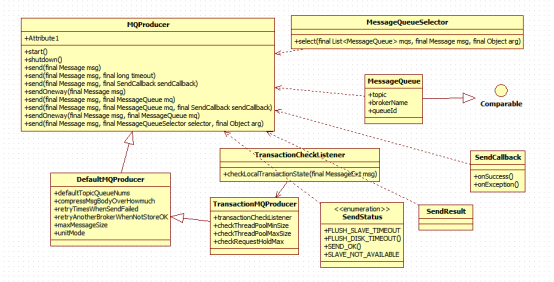 MQProducer
+Attribute1
+start()
+shutdown()
+send(final Message msg)
+send(final Message msg, final long timeout)
+send(final Message msg, final SendCallback sendCallback)
+sendOneway(final Message msg)
+send(final Message msg, final MessageQueue mq)
+send(final Message msg, final MessageQueue mq, final SendCallback sendCallback)
+sendOneway(final Message msg, final MessageQueue mq)
+send(final Message msg, final MessageQueueSelector selector, final Object arg)
MessageQueueSelector
+select(final List<MessageQueue> mqs, final Message msg, final Object arg)
MessageQueue
+topic
+brokerName
+queueId
Comparable
TransactionCheckListener
+checkLocalTransactionState(final MessageExt msg)
SendCallback
+onSuccess()
+onException()
DefaultMQProducer
+defaultTopicQueueNums
+compressMsgBodyOverHowmuch
+retryTimesWhenSendFailed
+retryAnotherBrokerWhenNotStoreOK
+maxMessageSize
+unitMode
TransactionMQProducer
+transactionCheckListener
+checkThreadPoolMinSize
+checkThreadPoolMaxSize
+checkRequestHoldMax
<<enumeration>>
SendStatus
+FLUSH_SLAVE_TIMEOUT
+FLUSH_DISK_TIMEOUT()
+SEND_OK()
+SLAVE_NOT_AVAILABLE
SendResult